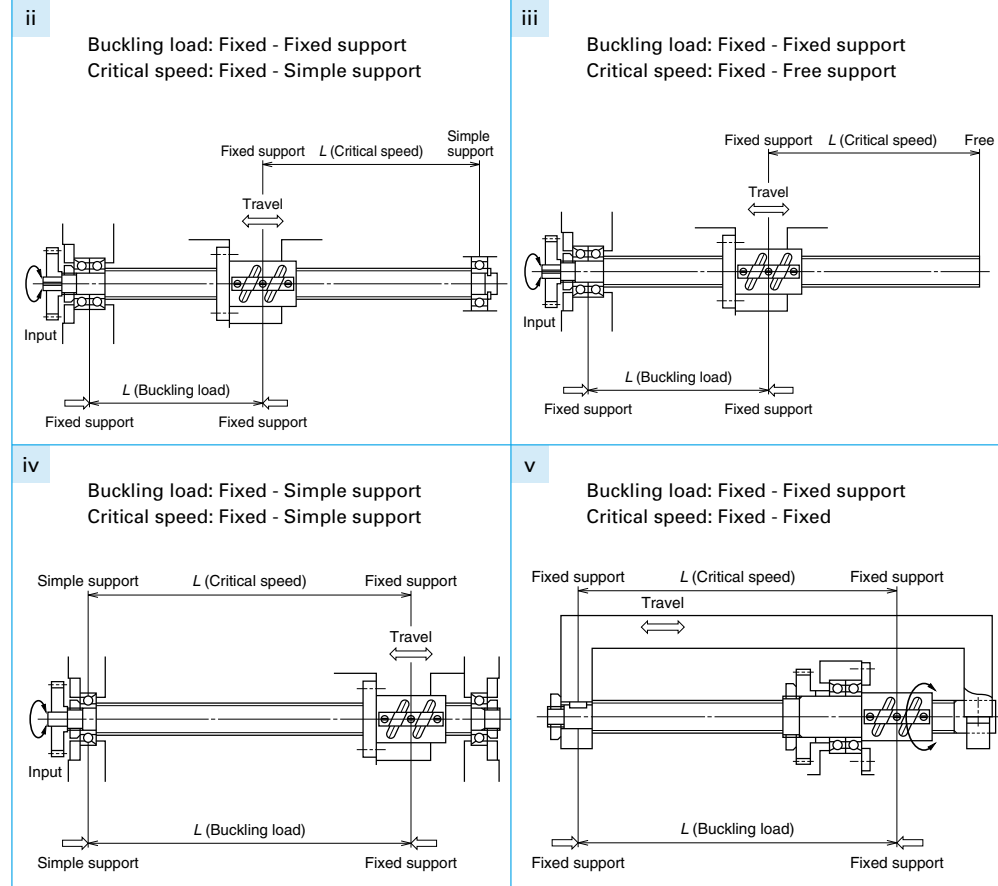 ii
Buckling load: Fixed - Fixed support
Critical speed: Fixed - Simple support
Simple
support
Fixed support
L (Critical speed)
Travel
Input
L (Buckling load)
Fixed support
Fixed support
iii
Buckling load: Fixed - Fixed support
Critical speed: Fixed - Free support
Fixed support
L (Critical speed)
Free
Travel
Input
L (Buckling load)
Fixed support
Fixed support
iv
Buckling load: Fixed - Simple support
Critical speed: Fixed - Simple support
Simple support
L (Critical speed)
Fixed support
Travel
Input
L (Buckling load)
Simple support
Fixed support
v
Buckling load: Fixed - Fixed support
Critical speed: Fixed - Fixed
Fixed support
L (Critical speed)
Fixed support
Travel
L (Buckling load)
Fixed support
Fixed support